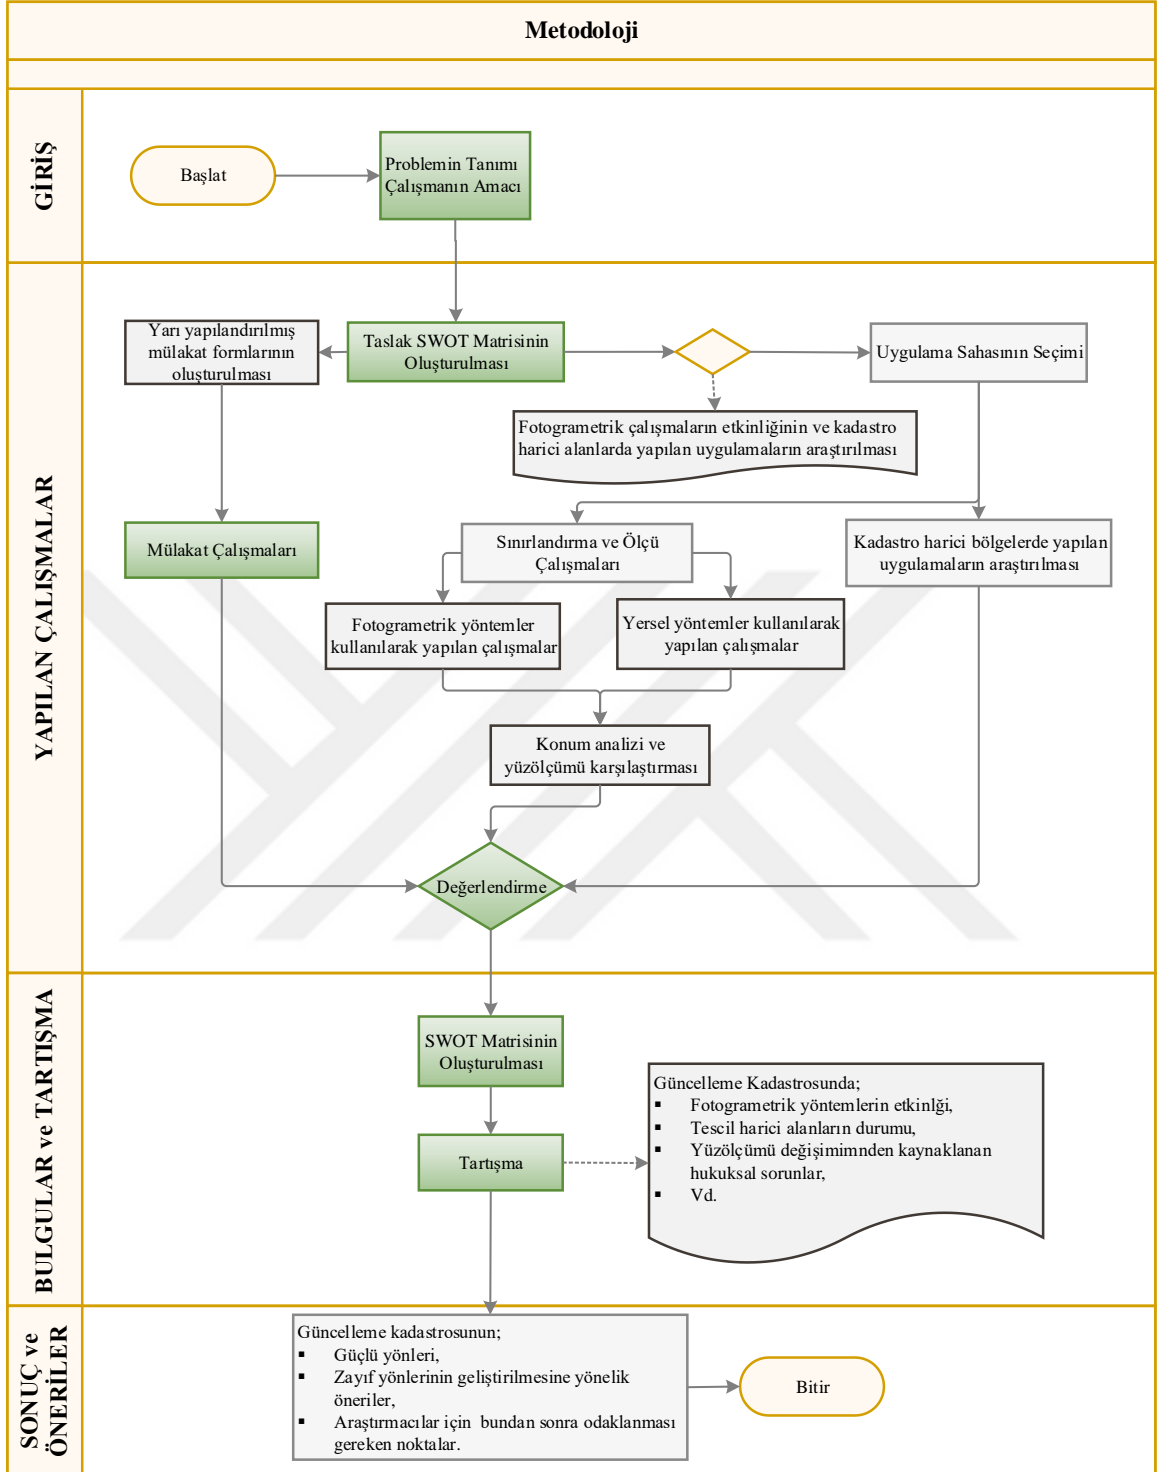 Metodoloji
GİRİŞ
Başlat
Problemin Tanımı
Çalışmanın Amacı
YAPILAN ÇALIŞMALAR
Yarı yapılandırılmış
mülakat formlarının
oluşturulması
Taslak SWOT Matrisinin
Oluşturulması
Uygulama Sahasının Seçimi
Fotogrametrik çalışmaların etkinliğinin ve kadastro
harici alanlarda yapılan uygulamaların araştırılması
Mülakat Çalışmaları
Sınırlandırma ve Ölçü
Çalışmaları
Kadastro harici bölgelerde yapılan
uygulamaların araştırılması
Fotogrametrik yöntemler
kullanılarak yapılan çalışmalar
Yersel yöntemler kullanılarak
yapılan çalışmalar
Konum analizi ve
yüzölçümü karşılaştırması
Değerlendirme
BULGULAR ve TARTIŞMA
SWOT Matrisinin
Oluşturulması
Tartışma
Güncelleme Kadastrosunda;
▪ Fotogrametrik yöntemlerin etkinlği,
▪ Tescil harici alanların durumu,
▪ Yüzölçümü değişimimnden kaynaklanan
hukuksal sorunlar,
▪ Vd.
SONUÇ ve
ÖNERİLER
Güncelleme kadastrosunun;
▪ Güçlü yönleri,
▪ Zayıf yönlerinin geliştirilmesine yönelik
öneriler,
▪ Araştırmacılar için bundan sonra odaklanması
gereken noktalar.
Bitir